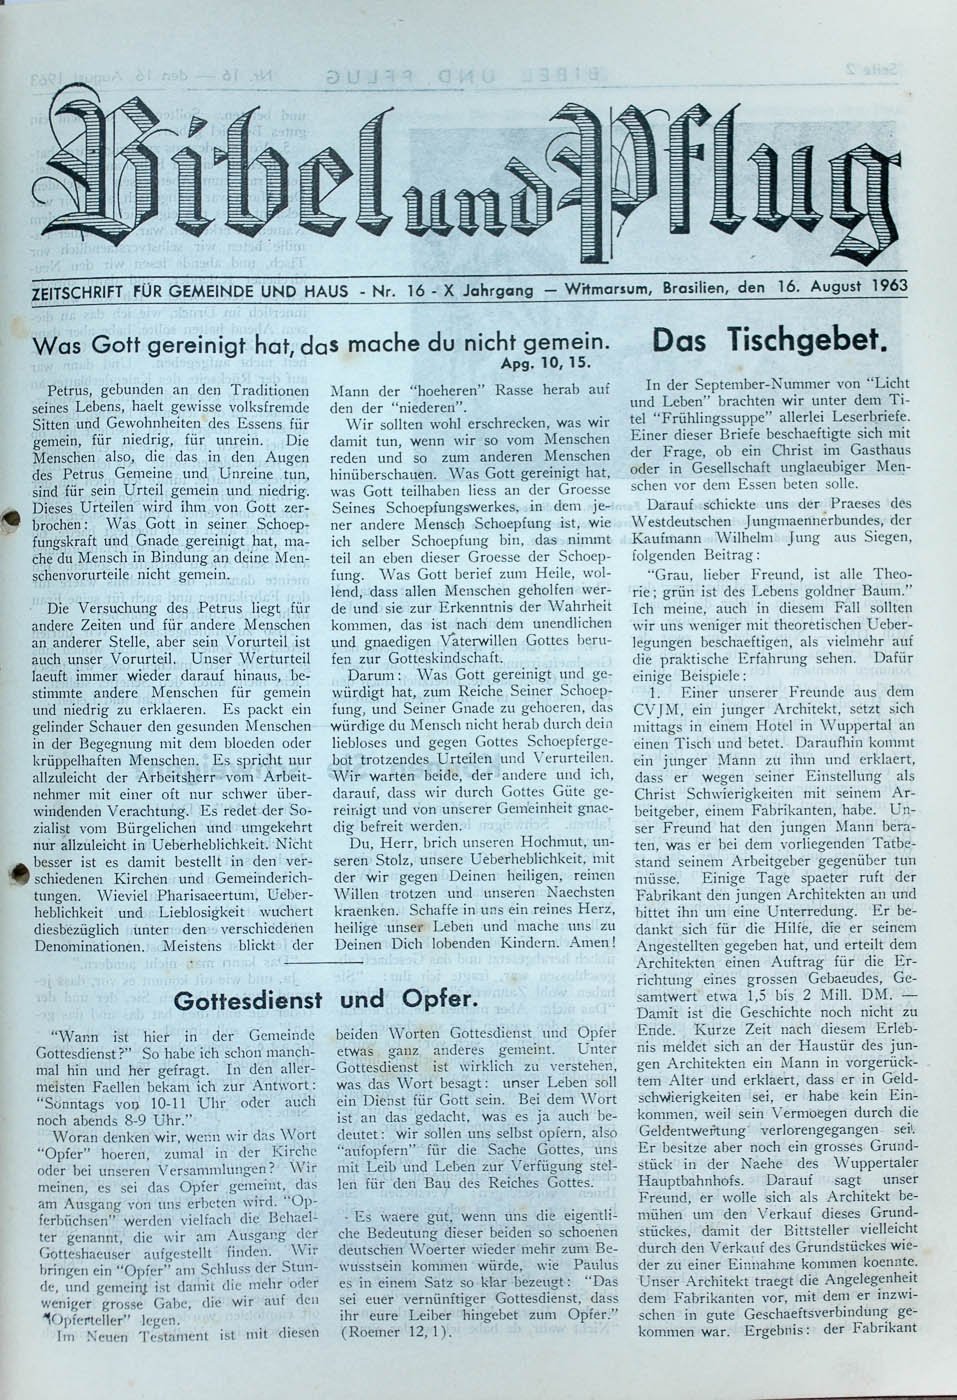 Bibel und Pflug
ZEITSCHRIFT FÜR GEMEINDE UND HAUS - Nr. 16 - X Jahrgang — Witmarsum, Brasilien, den 16. August 1963
Was Gott gereinigt hat, das mache du nicht gemein.
Apg. 10, 15.
Petrus, gebunden an den Traditionen
seines Lebens, haelt gewisse volksfremde
Sitten und Gewohnheiten des Essens für
gemein, für niedrig, für unrein. Die
Menschen also, die das in den Augen
des Petrus Gemeine und Unreine tun,
sind für sein Urteil gemein und niedrig.
Dieses Urteilen wird ihm von Gott zer-
brochen: Was Gott in seiner Schoep-
fungskraft und Gnade gereinigt hat, ma-
che du Mensch in Bindung an deine Men-
schenvorurteile nicht gemein.
Die Versuchung des Petrus liegt für
andere Zeiten und für andere Menschen
an anderer Stelle, aber sein Vorurteil ist
auch unser Vorurteil. Unser Werturteil
laeuft immer wieder darauf hinaus, be-
stimmte andere Menschen für gemein
und niedrig zu erklaeren. Es packt ein
gelinder Schauer den gesunden Menschen
in der Begegnung mit dem bloeden oder
krüppelhaften Menschen. Es spricht nur
allzuleicht der Arbeitsherr vom Arbeit-
nehmer mit einer oft nur schwer über-
windenden Verachtung. Es redet der So-
zialist vom Bürgelichen und umgekehrt
nur allzuleicht in Ueberheblichkeit. Nicht
besser ist es damit bestellt in den ver-
schiedenen Kirchen und Gemeinderich-
tungen. Wieviel Pharisaeertum, Ueber-
heblichkeit und Lieblosigkeit wuchert
diesbezüglich unter den verschiedenen
Denominationen. Meistens blickt der
Mann der "hoeheren" Rasse herab auf
den der "niederen".
Wir sollten wohl erschrecken, was wir
damit tun, wenn wir so vom Menschen
reden und so zum anderen Menschen
hinüberschauen. Was Gott gereinigt hat,
was Gott teilhaben liess an der Groesse
Seines Schoepfungswerkes, in dem je-
ner andere Mensch Schoepfung ist, wie
ich selber Schoepfung bin, das nimmt
teil an eben dieser Groesse der Schoep-
fung. Was Gott berief zum Heile, wol-
lend, dass allen Menschen geholfen wer-
de und sie zur Erkenntnis der Wahrheit
kommen, das ist nach dem unendlichen
und gnaedigen Vaterwillen Gottes beru-
fen zur Gotteskindschaft.
Darum: Was Gott gereinigt und ge-
würdigt hat, zum Reiche Seiner Schoep-
fung, und Seiner Gnade zu gehoeren, das
würdige du Mensch nicht herab durch dein
liebloses und gegen Gottes Schoepferge-
bot trotzendes Urteilen und Verurteilen.
Wir warten beide, der andere und ich,
darauf, dass wir durch Gottes Güte ge-
reinigt und von unserer Gemeinheit gnae-
dig befreit werden.
Du, Herr, brich unseren Hochmut, un-
seren Stolz, unsere Ueberheblichkeit, mit
der wir gegen Deinen heiligen, reinen
Willen trotzen und unseren Naechsten
kraenken. Schaffe in uns ein reines Herz,
heilige unser Leben und mache uns zu
Deinen Dich lobenden Kindern. Amen!
Gottesdienst und Opfer.
"Wann ist hier in der Gemeinde
Gottesdienst?" So habe ich schon manch-
mal hin und her gefragt. In den aller-
meisten Faellen bekam ich zur Antwort:
"Sonntags von 10-11 Uhr oder auch
noch abends 8-9 Uhr."
Woran denken wir, wenn wir das Wort
"Opfer" hoeren, zumal in der Kirche
oder bei unseren Versammlungen? Wir
meinen, es sei das Opfer gemeint, das
am Ausgang von uns erbeten wird. "Op-
ferbüchsen" werden vielfach die Behael-
ter genannt, die wir am Ausgang der
Gotteshaeuser aufgestellt finden. Wir
bringen ein "Opfer" am Schluss der Stun-
de, und gemeint ist damit die mehr oder
weniger grosse Gabe, die wir auf den
"Opferteller" legen.
Im Neuen Testament ist mit diesen
beiden Worten Gottesdienst und Opfer
etwas ganz anderes gemeint. Unter
Gottesdienst ist wirklich zu verstehen,
was das Wort besagt: unser Leben soll
ein Dienst für Gott sein. Bei dem Wort
ist an das gedacht, was es ja auch be-
deutet: wir sollen uns selbst opfern, also
"aufopfern" für die Sache Gottes, uns
mit Leib und Leben zur Verfügung stel-
len für den Bau des Reiches Gottes.
Es waere gut, wenn uns die eigentli-
che Bedeutung dieser beiden so schoenen
deutschen Woerter wieder mehr zum Be-
wusstsein kommen würde, wie Paulus
es in einem Satz so klar bezeugt: "Das
sei euer vernünftiger Gottesdienst, dass
ihr eure Leiber hingebet zum Opfer."
(Roemer 12, 1).
Das Tischgebet.
In der September-Nummer von "Licht
und Leben" brachten wir unter dem Ti-
tel "Frühlingssuppe" allerlei Leserbriefe.
Einer dieser Briefe beschaeftigte sich mit
der Frage, ob ein Christ im Gasthaus
oder in Gesellschaft unglaeubiger Men-
schen vor dem Essen beten solle.
Darauf schickte uns der Praeses des
Westdeutschen Jungmaennerbundes, der
Kaufmann Wilhelm Jung aus Siegen,
folgenden Beitrag:
"Grau, lieber Freund, ist alle Theo-
rie; grün ist des Lebens goldner Baum."
Ich meine, auch in diesem Fall sollten
wir uns weniger mit theoretischen Ueber-
legungen beschaeftigen, als vielmehr auf
die praktische Erfahrung sehen. Dafür
einige Beispiele:
1. Einer unserer Freunde aus dem
CVJM, ein junger Architekt, setzt sich
mittags in einem Hotel in Wuppertal an
einen Tisch und betet. Daraufhin kommt
ein junger Mann zu ihm und erklaert,
dass er wegen seiner Einstellung als
Christ Schwierigkeiten mit seinem Ar-
beitgeber, einem Fabrikanten, habe. Un-
ser Freund hat den jungen Mann bera-
ten, was er bei dem vorliegenden Tatbe-
stand seinem Arbeitgeber gegenüber tun
müsse. Einige Tage spaeter ruft der
Fabrikant den jungen Architekten an und
bittet ihn um eine Unterredung. Er be-
dankt sich für die Hilfe, die er seinem
Angestellten gegeben hat, und erteilt dem
Architekten einen Auftrag für die Er-
richtung eines grossen Gebaeudes, Ge-
samtwert etwa 1,5 bis 2 Mill. DM. —
Damit ist die Geschichte noch nicht zu
Ende. Kurze Zeit nach diesem Erleb-
nis meldet sich an der Haustür des jun-
gen Architekten ein Mann in vorgerück-
tem Alter und erklaert, dass er in Geld-
schwierigkeiten sei, er habe kein Ein-
kommen, weil sein Vermoegen durch die
Geldentwertung verlorengegangen sei.
Er besitze aber noch ein grosses Grund-
stück in der Naehe des Wuppertaler
Hauptbahnhofs. Darauf sagt unser
Freund, er wolle sich als Architekt be-
mühen um den Verkauf dieses Grund-
stückes, damit der Bittsteller vielleicht
durch den Verkauf des Grundstückes wie-
der zu einer Einnahme kommen koennte.
Unser Architekt traegt die Angelegenheit
dem Fabrikanten vor, mit dem er inzwi-
schen in gute Geschaeftsverbindung ge-
kommen war. Ergebnis: der Fabrikant